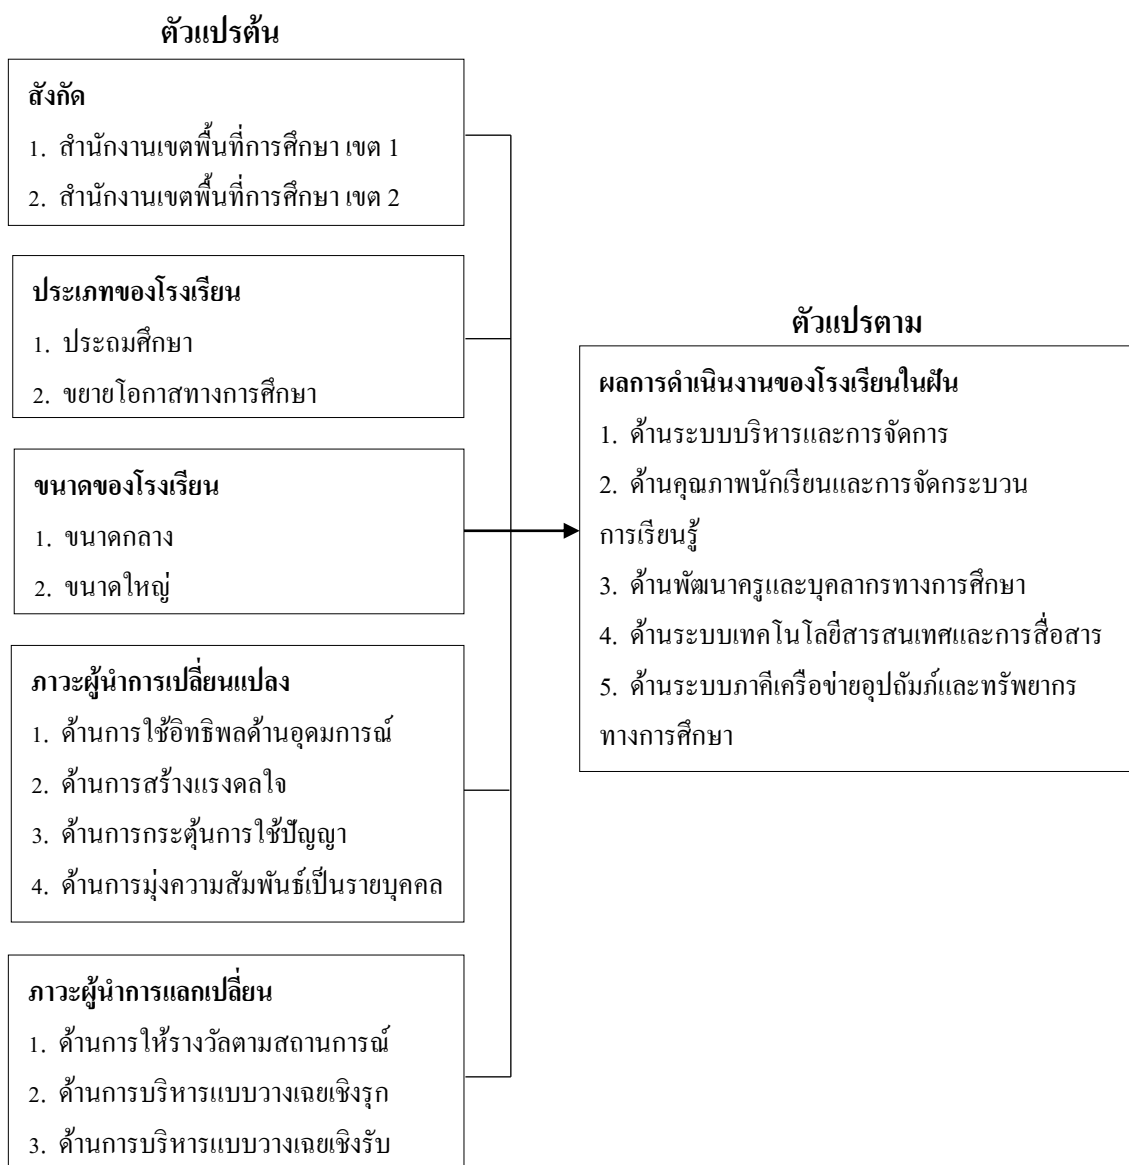 ตัวแปรต้น
สังกัด
1. สำนักงานเขตพื้นที่การศึกษา เขต 1
2. สำนักงานเขตพื้นที่การศึกษา เขต 2
ประเภทของโรงเรียน
1. ประถมศึกษา
2. ขยายโอกาสทางการศึกษา
ขนาดของโรงเรียน
1. ขนาดกลาง
2. ขนาดใหญ่
ภาวะผู้นำการเปลี่ยนแปลง
1. ด้านการใช้อิทธิพลด้านอุดมการณ์
2. ด้านการสร้างแรงดลใจ
3. ด้านการกระตุ้นการใช้ปัญญา
4. ด้านการมุ่งความสัมพันธ์เป็นรายบุคคล
ภาวะผู้นำการแลกเปลี่ยน
1. ด้านการให้รางวัลตามสถานการณ์
2. ด้านการบริหารแบบวางเฉยเชิงรุก
3. ด้านการบริหารแบบวางเฉยเชิงรับ
ตัวแปรตาม
ผลการดำเนินงานของโรงเรียนในฝัน
1. ด้านระบบบริหารและการจัดการ
2. ด้านคุณภาพนักเรียนและการจัดกระบวน
การเรียนรู้
3. ด้านพัฒนาครูและบุคลากรทางการศึกษา
4. ด้านระบบเทคโนโลยีสารสนเทศและการสื่อสาร
5. ด้านระบบภาคีเครือข่ายอุปถัมภ์และทรัพยากร
ทางการศึกษา